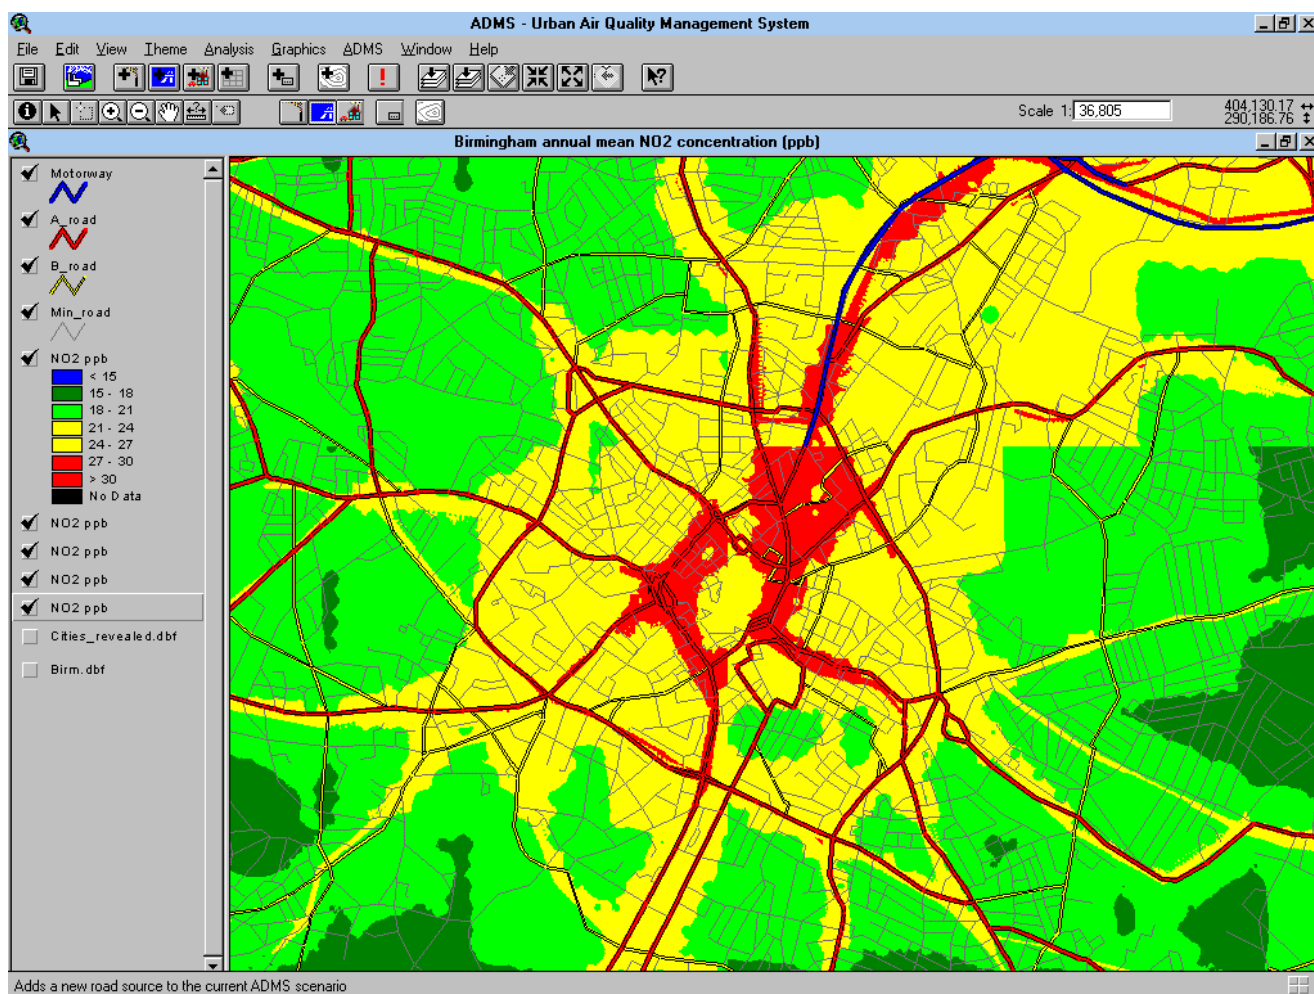 ADMS - Urban Air Quality Management System
File Edit View Theme Analysis Graphics ADMS Window Help
Scale 1: 36,805
404,130.17
290,186.76
Birmingham annual mean NO2 concentration (ppb)
Motorway
A_road
B_road
Min_road
NO2 ppb
< 15
15 - 18
18 - 21
21 - 24
24 - 27
27 - 30
> 30
No Data
NO2 ppb
NO2 ppb
NO2 ppb
NO2 ppb
Cities_revealed.dbf
Birm.dbf
Adds a new road source to the current ADMS scenario